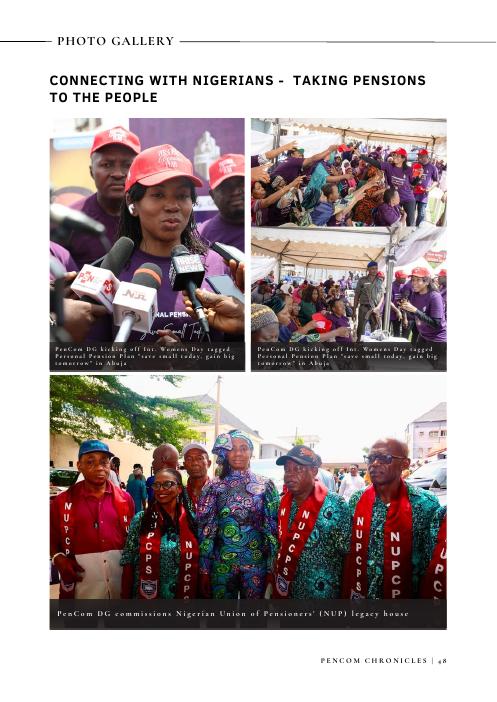 PHOTO GALLERY
CONNECTING WITH NIGERIANS - TAKING PENSIONS
TO THE PEOPLE
PenCom DG kicking off Int. Womens Day tagged
Personal Pension Plan "save small today, gain big
tomorrow" in Abuja
PenCom DG kicking off Int. Womens Day tagged
Personal Pension Plan "save small today, gain big
tomorrow" in Abuja
NUPCPS
NUPCPS
NUPCPS
PenCom DG commissions Nigerian Union of Pensioners' (NUP) legacy house
PENCOM CHRONICLES | 48